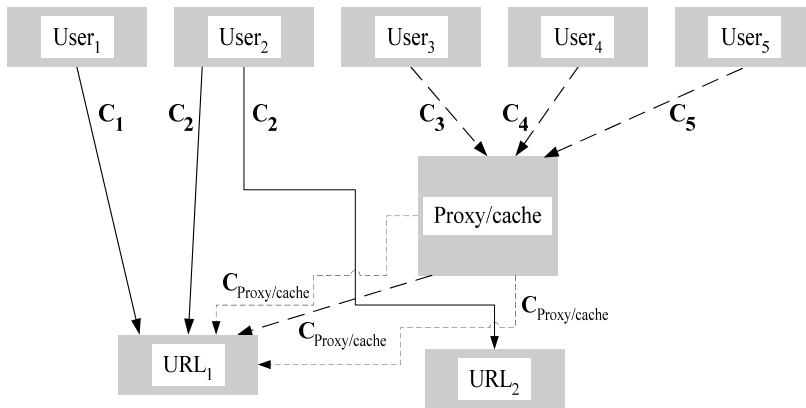 User1 User2 User3 User4 User5
C1 C2 C2 C3 C4 C5
Proxy/cache
CProxy/cache
CProxy/cache
CProxy/cache
URL1
URL2